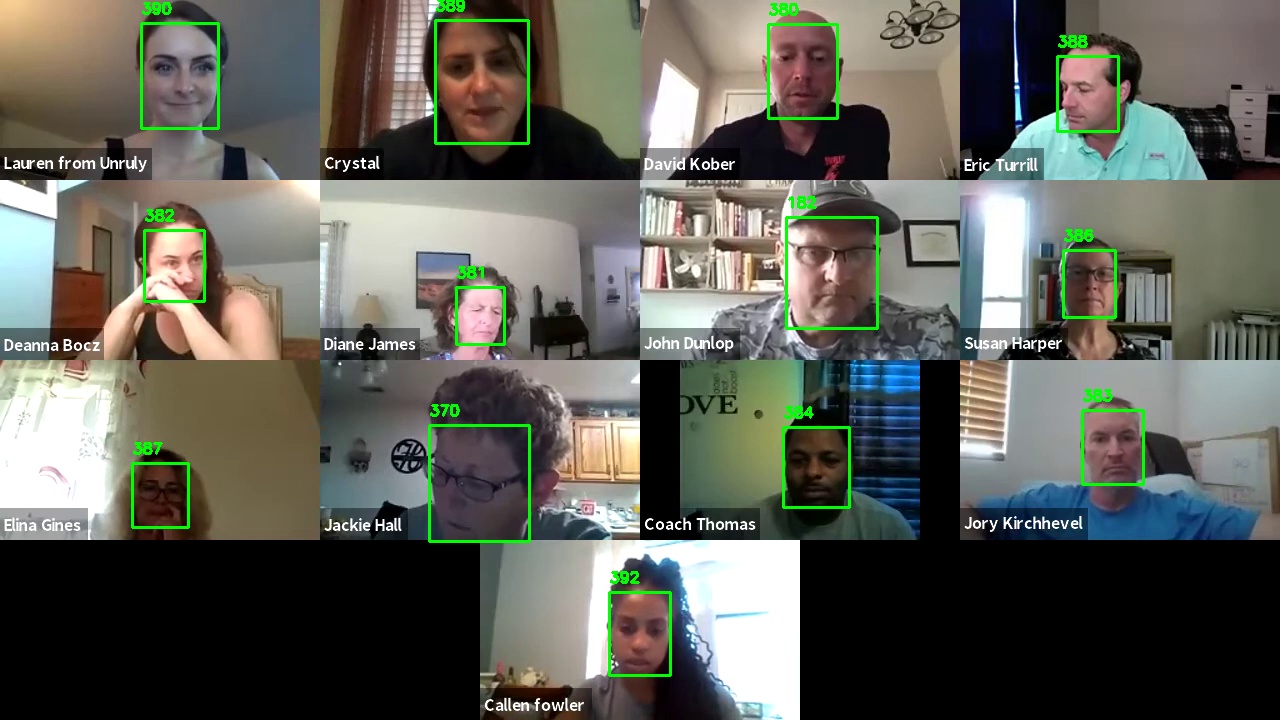 390
389
380
388
Lauren from Unruly
Crystal
David Kober
Eric Turrill
382
381
182
386
Deanna Bocz
Diane James
John Dunlop
Susan Harper
387
370
384
383
OVE
Elina Gines
Jackie Hall
Coach Thomas
Jory Kirchhevel
392
Callen fowler